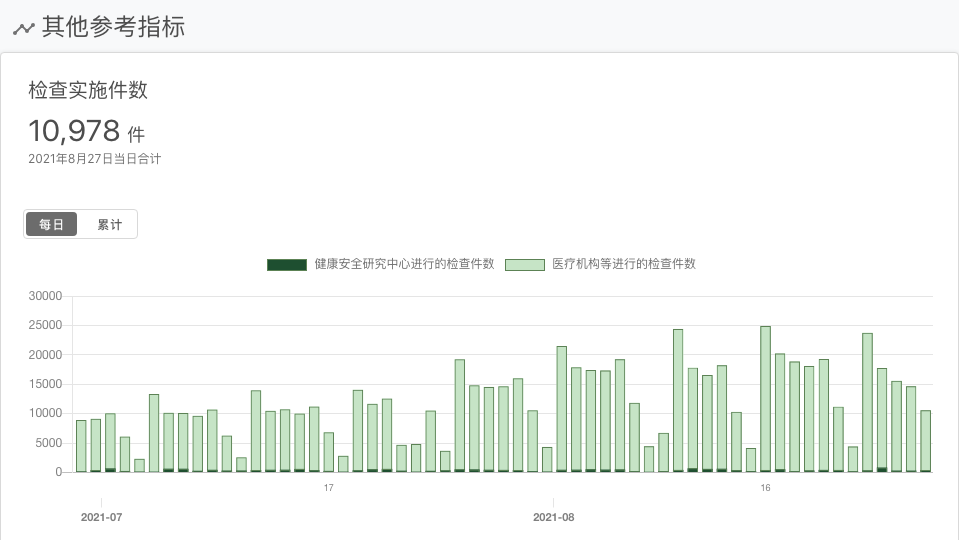 其他参考指标
检查实施件数
10,978 件
2021年8月27日当日合计
每日 累计
健康安全研究中心进行的检查件数 医疗机构等进行的检查件数
30000
25000
20000
15000
10000
5000
0
17 16
2021-07 2021-08